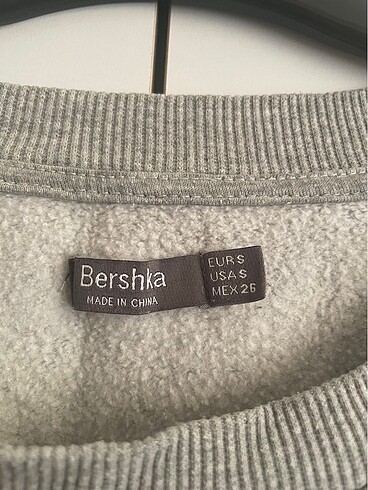 Bershka
MADE IN CHINA
EUR S
USA S
MEX 26